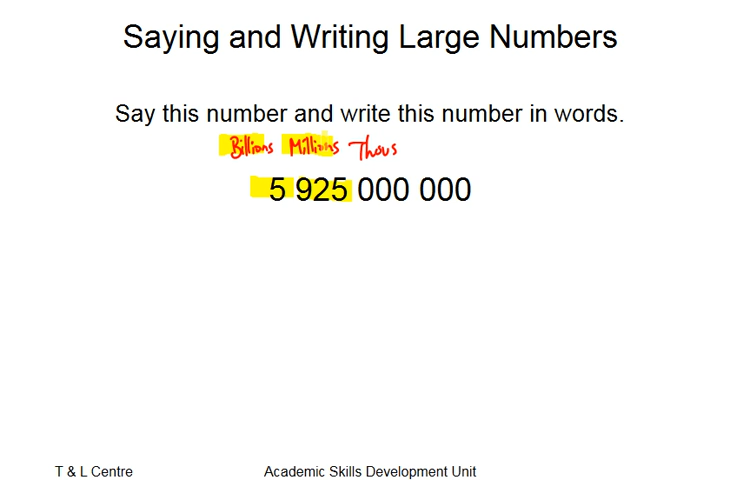 Saying and Writing Large Numbers
Say this number and write this number in words.
Billions Millions Thous
5 925 000 000
T & L Centre Academic Skills Development Unit